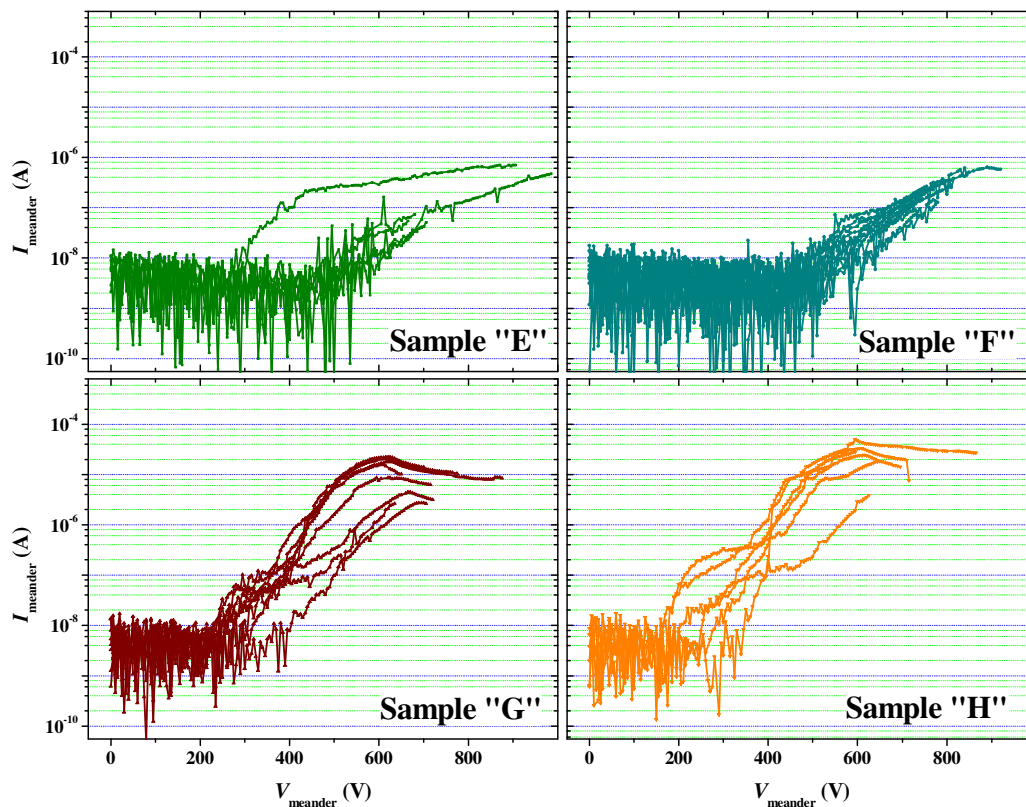 10⁻⁴
10⁻⁶
10⁻⁸
10⁻¹⁰
I_meander (A)
Sample "E"
Sample "F"
10⁻⁴
10⁻⁶
10⁻⁸
10⁻¹⁰
I_meander (A)
Sample "G"
Sample "H"
0 200 400 600 800
0 200 400 600 800
V_meander (V)
V_meander (V)